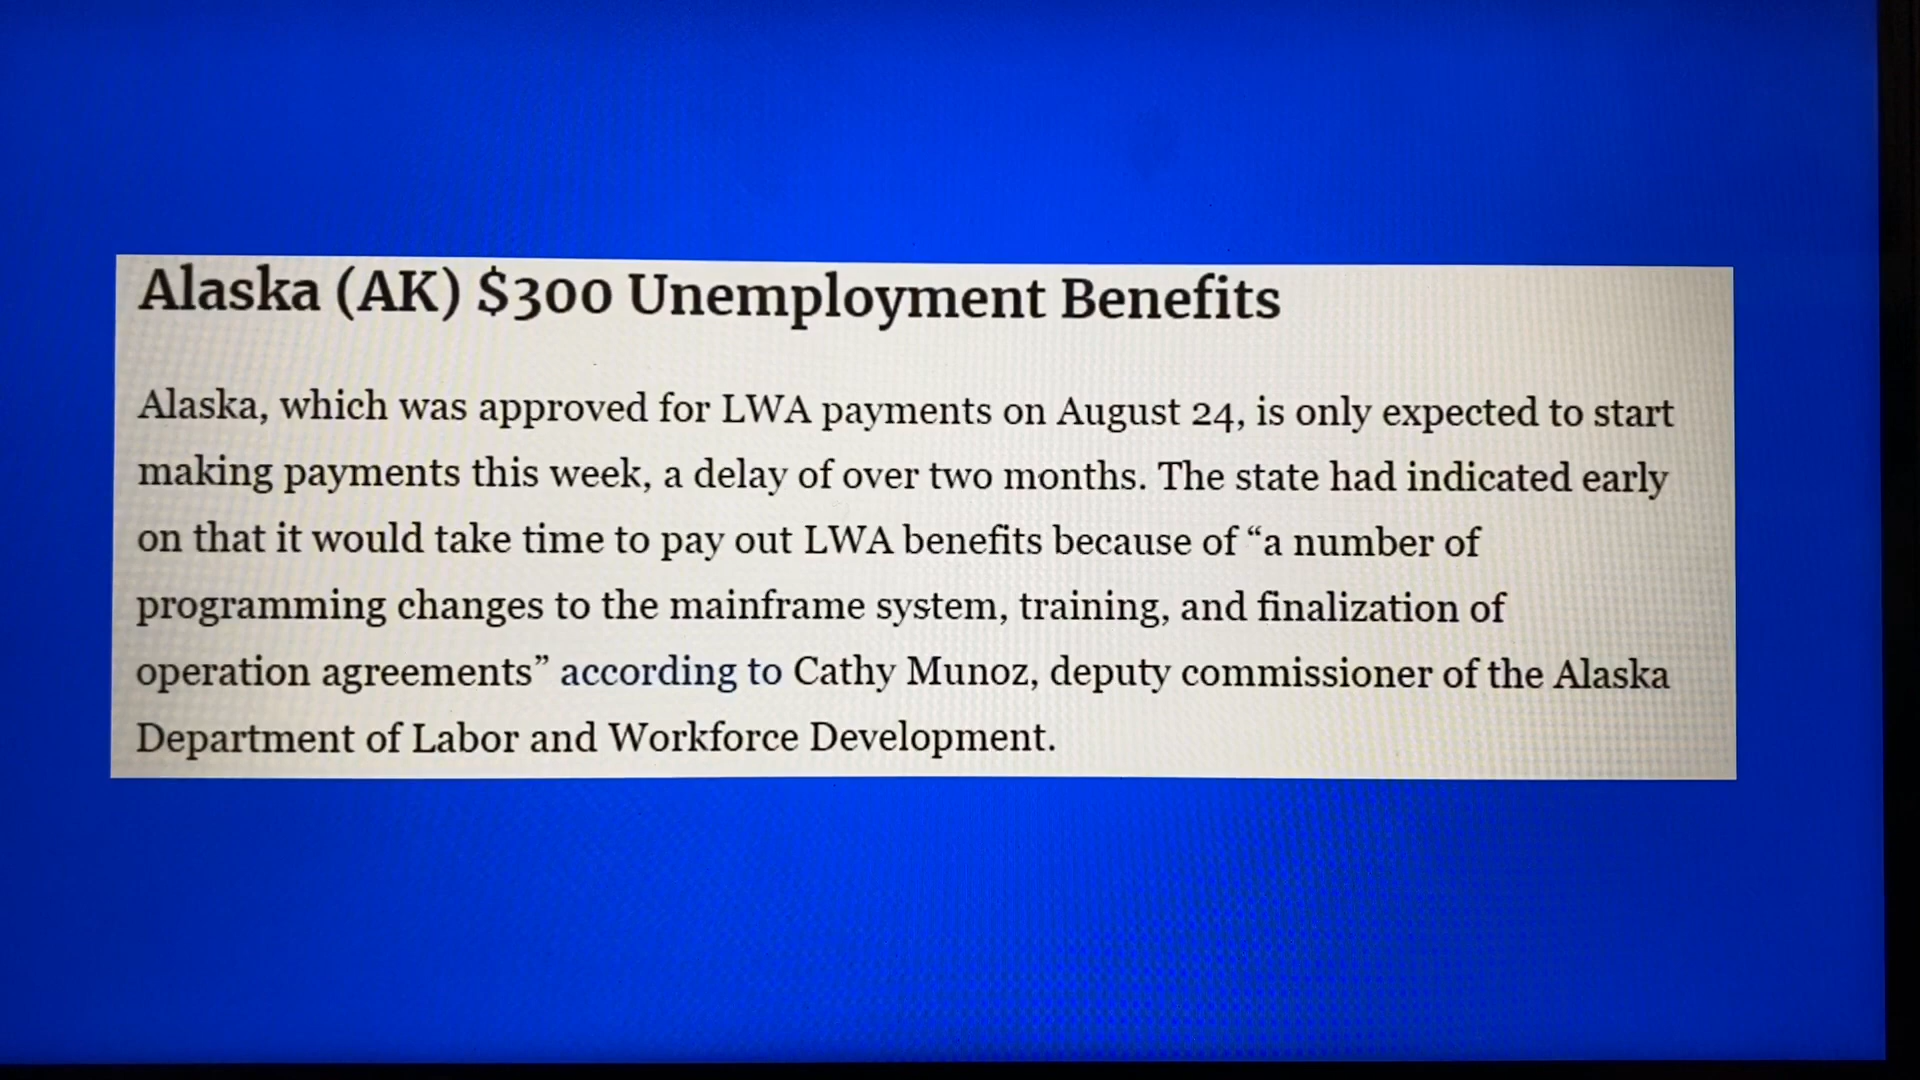 Alaska (AK) $300 Unemployment Benefits
Alaska, which was approved for LWA payments on August 24, is only expected to start
making payments this week, a delay of over two months. The state had indicated early
on that it would take time to pay out LWA benefits because of “a number of
programming changes to the mainframe system, training, and finalization of
operation agreements” according to Cathy Munoz, deputy commissioner of the Alaska
Department of Labor and Workforce Development.